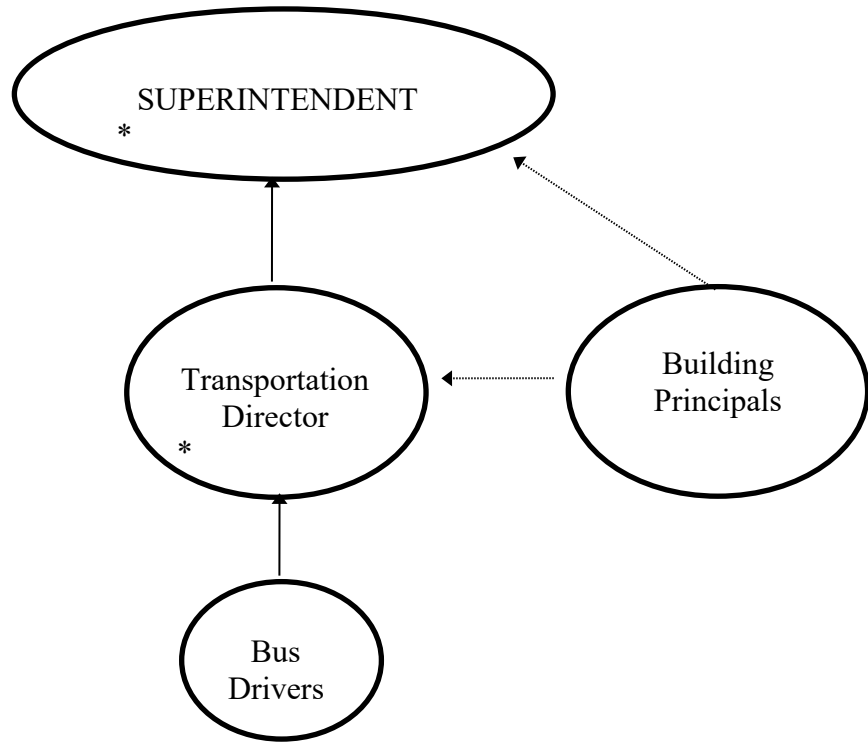 SUPERINTENDENT
*
Transportation
Director
*
Building
Principals
Bus
Drivers